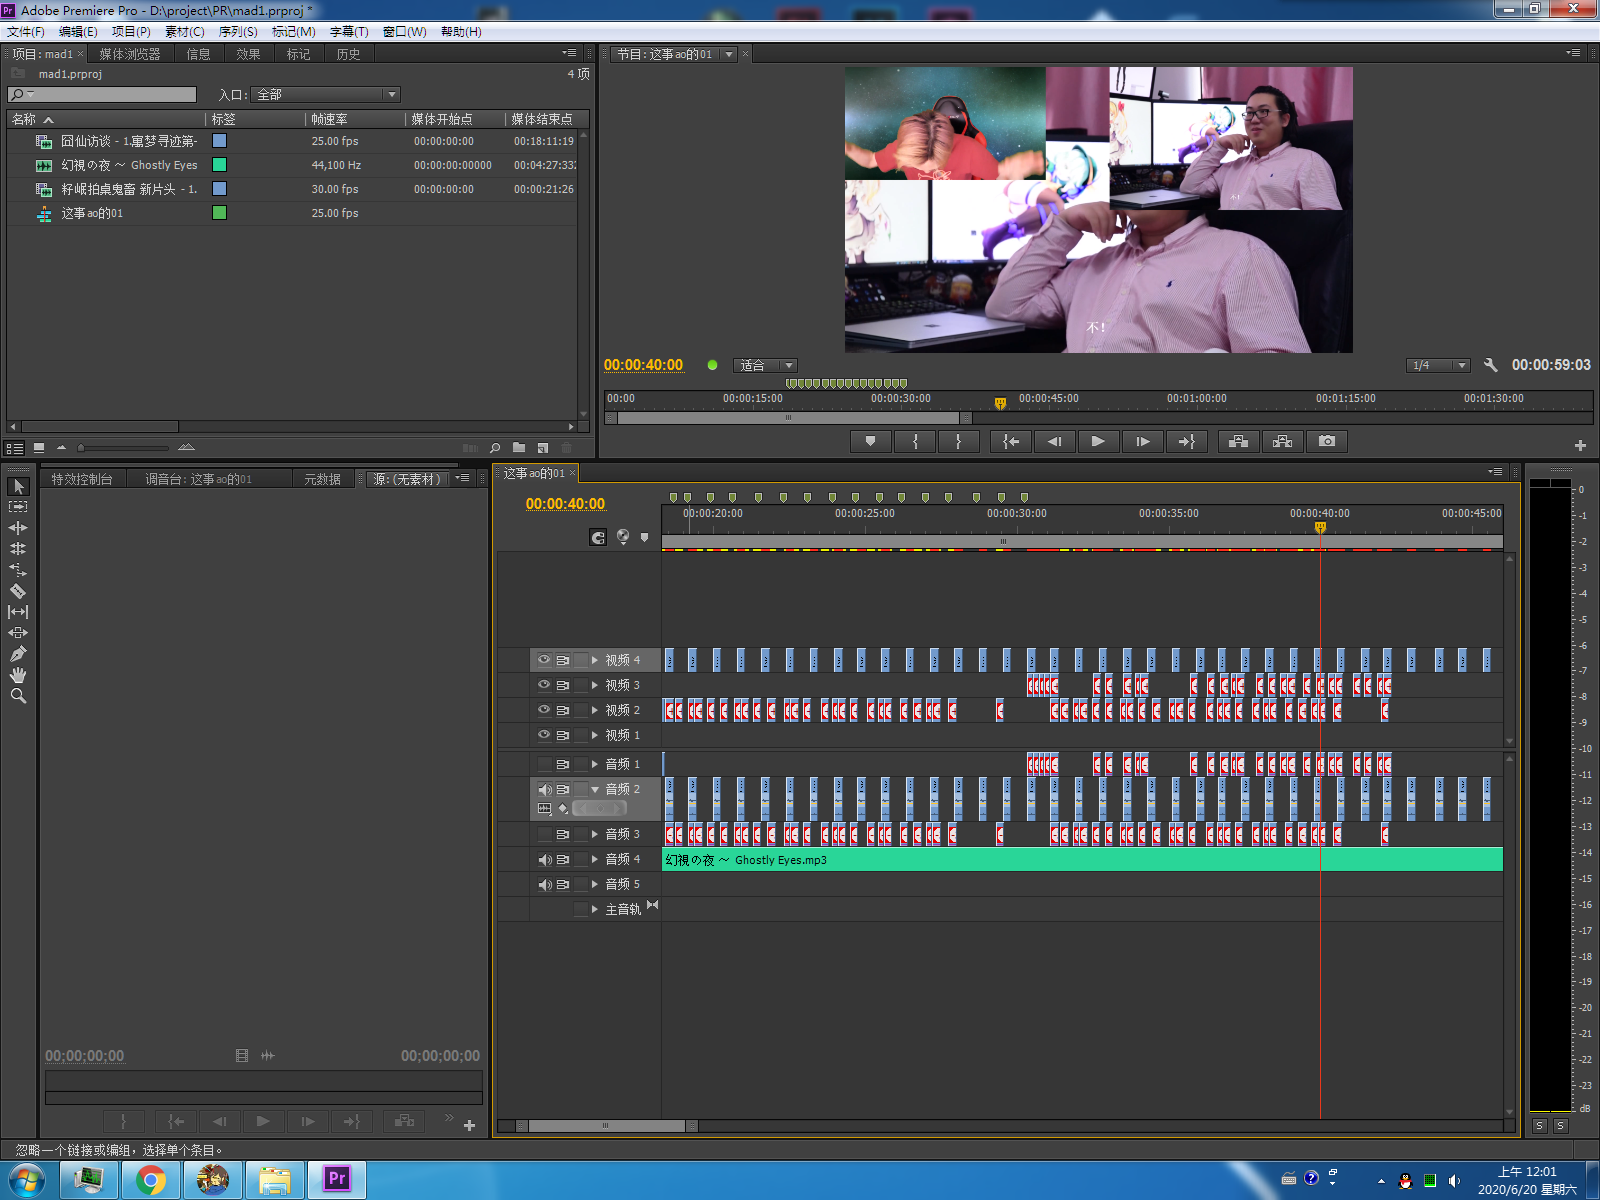 Adobe Premiere Pro - D:\project\PR\mad1.prproj *
文件(F) 编辑(E) 项目(P) 素材(C) 序列(S) 标记(M) 字幕(T) 窗口(W) 帮助(H)
项目: mad1 媒体浏览器 信息 效果 标记 历史
mad1.prproj 4 项
入口: 全部
名称 标签 帧速率 媒体开始点 媒体结束点
囧仙访谈 - 1. 25.00 fps 00:00:00:00 00:18:11:19
幻視の夜 ～ Ghostly Eyes 44,100 Hz 00:00:00:00000 00:04:27:332
籽岷拍桌鬼畜 新片头 - 1. 30.00 fps 00:00:00:00 00:00:21:26
这事ao的01 25.00 fps
节目: 这事ao的01
不!
不!
00:00:40:00 适合 1/4 00:00:59:03
00:00 00:00:15:00 00:00:30:00 00:00:45:00 00:01:00:00 00:01:15:00 00:01:30:00
特效控制台 调音台: 这事ao的01 元数据 源: (无素材)
00;00;00;00 00;00;00;00
这事ao的01
00:00:40:00
00:00:20:00 00:00:25:00 00:00:30:00 00:00:35:00 00:00:40:00 00:00:45:00
视频 4
视频 3
视频 2
视频 1
音频 1
音频 2
音频 3
音频 4 幻視の夜 ～ Ghostly Eyes.mp3
音频 5
主音轨
0
-1
-2
-3
-4
-5
-6
-7
-8
-9
-10
-11
-12
-13
-14
-15
-16
-17
-18
-19
-20
-21
-22
-23
dB
S S
忽略一个链接或编组，选择单个条目。
Pr
上午 12:01
2020/6/20 星期六